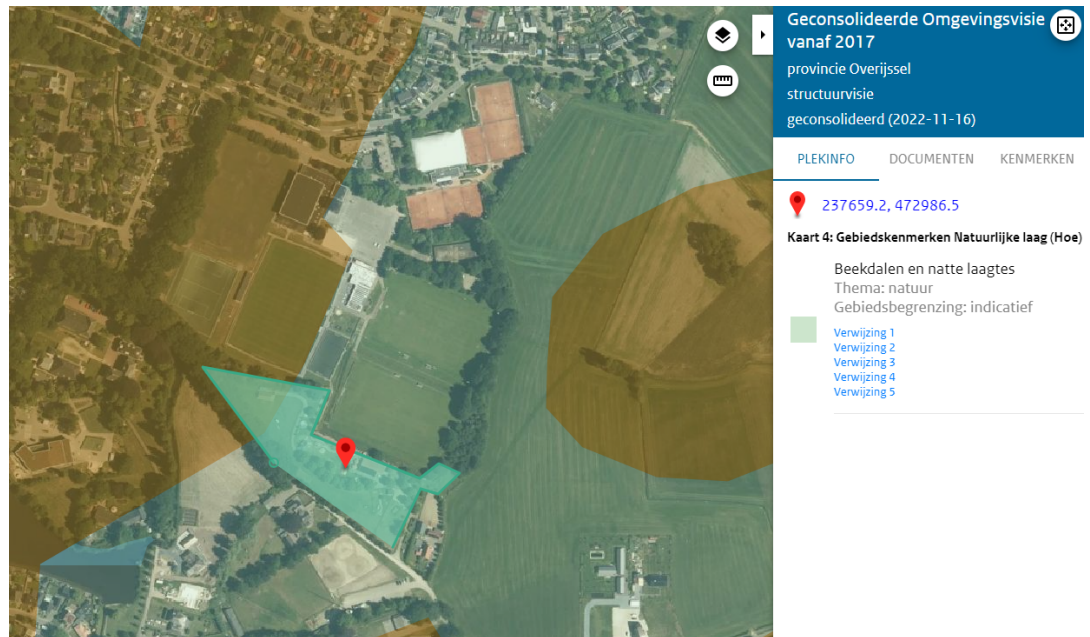 Geconsolideerde Omgevingsvisie
vanaf 2017
provincie Overijssel
structuurvisie
geconsolideerd (2022-11-16)
PLEKINFO DOCUMENTEN KENMERKEN
237659.2, 472986.5
Kaart 4: Gebiedskenmerken Natuurlijke laag (Hoe)
Beekdalen en natte laagtes
Thema: natuur
Gebiedsbegrenzing: indicatief
Verwijzing 1
Verwijzing 2
Verwijzing 3
Verwijzing 4
Verwijzing 5